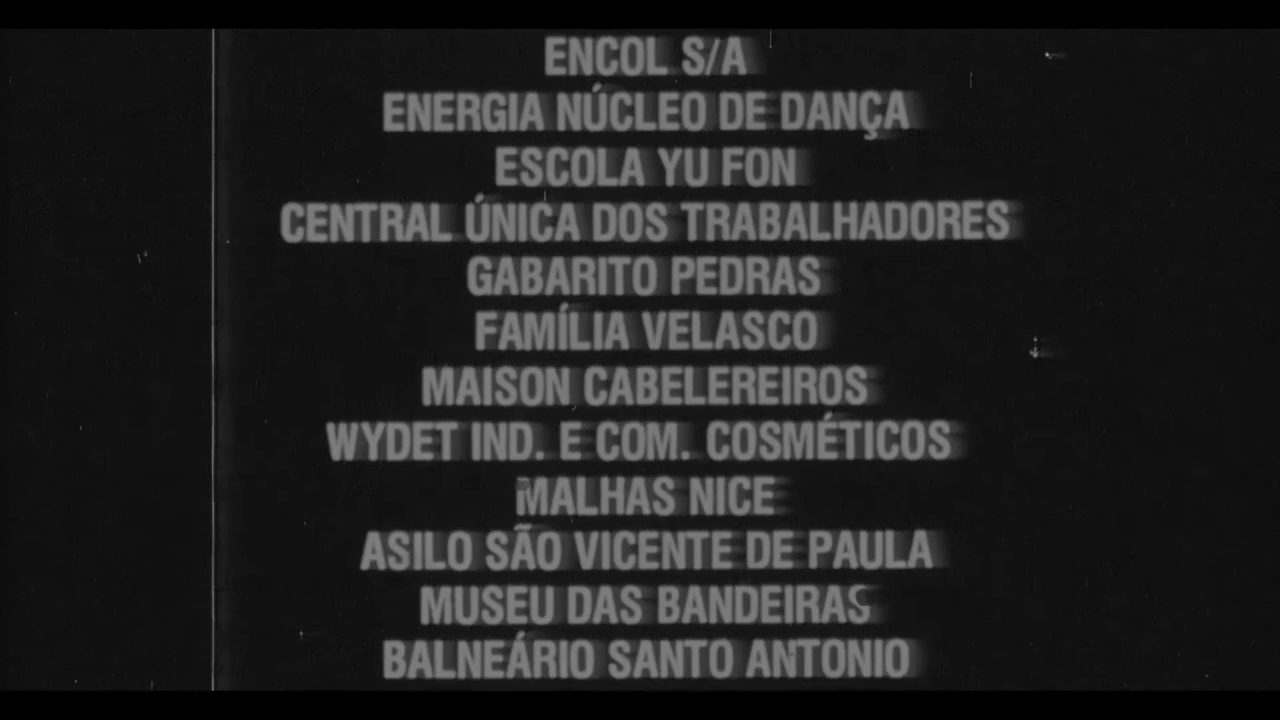 ENCOL S/A
ENERGIA NÚCLEO DE DANÇA
ESCOLA YU FON
CENTRAL ÚNICA DOS TRABALHADORES
GABARITO PEDRAS
FAMÍLIA VELASCO
MAISON CABELEREIROS
WYDET IND. E COM. COSMÉTICOS
MALHAS NICE
ASILO SÃO VICENTE DE PAULA
MUSEU DAS BANDEIRAS
BALNEÁRIO SANTO ANTONIO